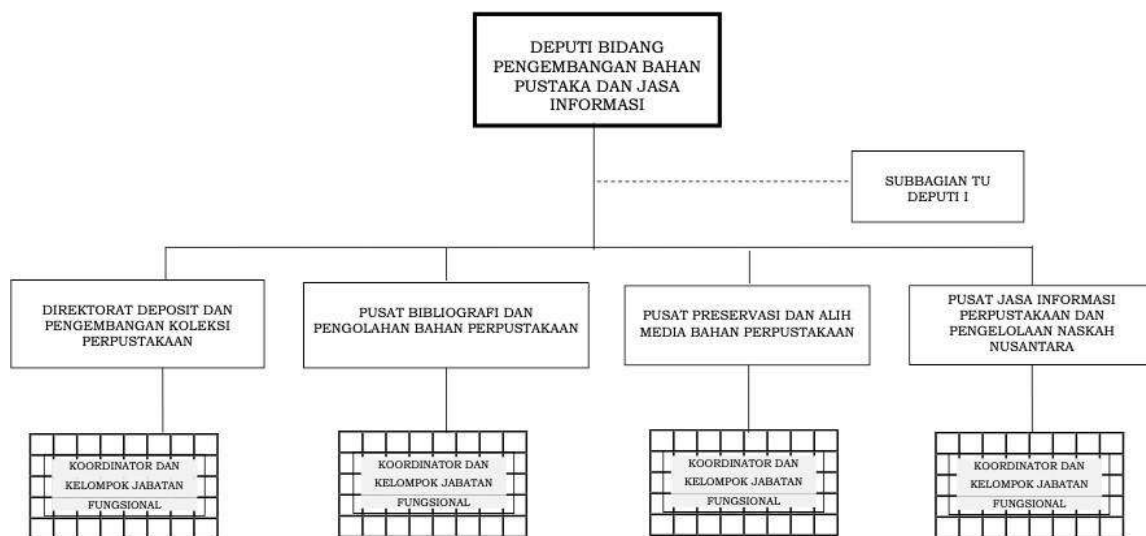 DEPUTI BIDANG
PENGEMBANGAN BAHAN
PUSTAKA DAN JASA
INFORMASI
SUBBAGIAN TU
DEPUTI I
DIREKTORAT DEPOSIT DAN
PENGEMBANGAN KOLEKSI
PERPUSTAKAAN
PUSAT BIBLIOGRAFI DAN
PENGOLAHAN BAHAN PERPUSTAKAAN
PUSAT PRESERVASI DAN ALIH
MEDIA BAHAN PERPUSTAKAAN
PUSAT JASA INFORMASI
PERPUSTAKAAN DAN
PENGELOLAAN NASKAH
NUSANTARA
KOORDINATOR DAN
KELOMPOK JABATAN
FUNGSIONAL
KOORDINATOR DAN
KELOMPOK JABATAN
FUNGSIONAL
KOORDINATOR DAN
KELOMPOK JABATAN
FUNGSIONAL
KOORDINATOR DAN
KELOMPOK JABATAN
FUNGSIONAL